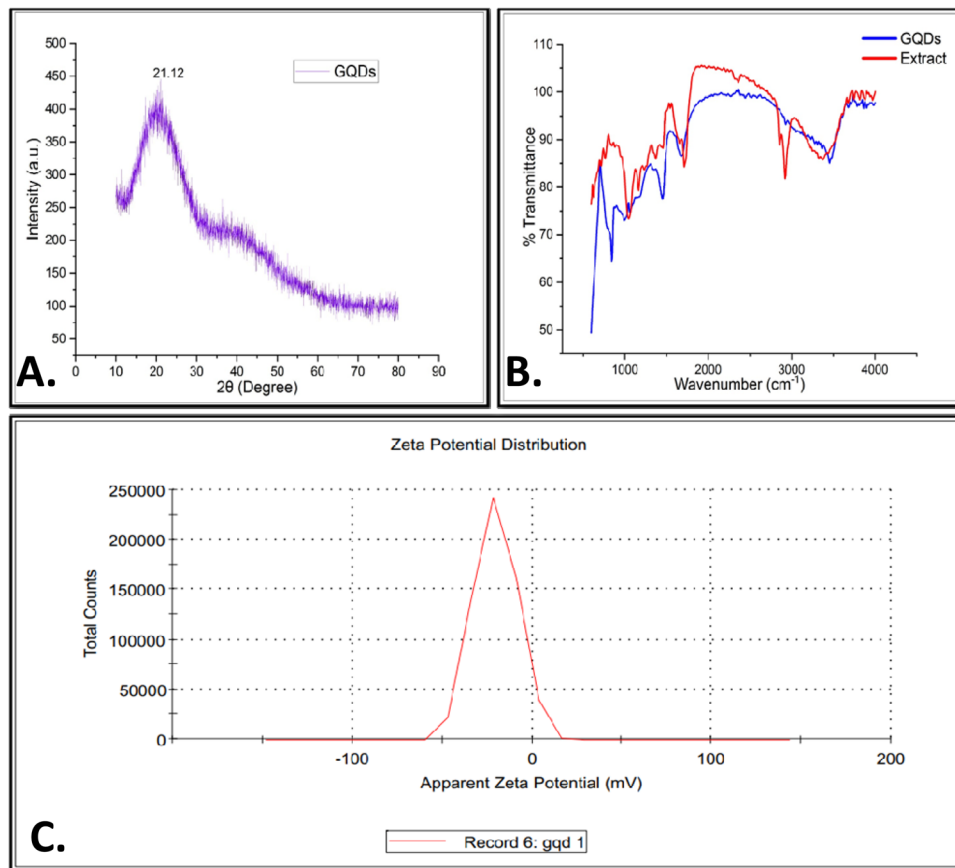 21.12
GQDs
Intensity (a.u.)
500
450
400
350
300
250
200
150
100
50
0 10 20 30 40 50 60 70 80 90
2θ (Degree)
A.
GQDs
Extract
% Transmittance
110
100
90
80
70
60
50
1000 2000 3000 4000
Wavenumber (cm⁻¹)
B.
Zeta Potential Distribution
Total Counts
250000
200000
150000
100000
50000
0
-100 0 100 200
Apparent Zeta Potential (mV)
Record 6: gqd 1
C.